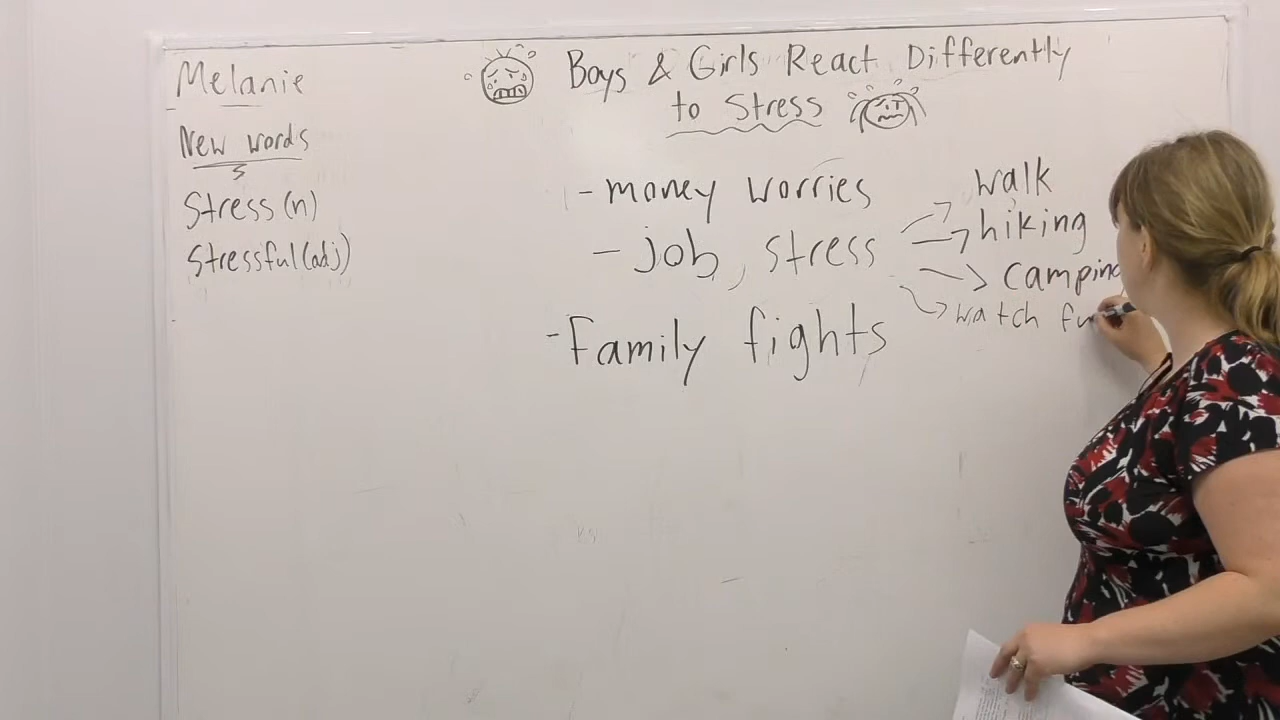 Melanie
New words
Stress (n)
Stressful (adj)
Boys & Girls React Differently
to Stress
- money worries
- job, stress
- Family fights
walk
hiking
camping
watch fu